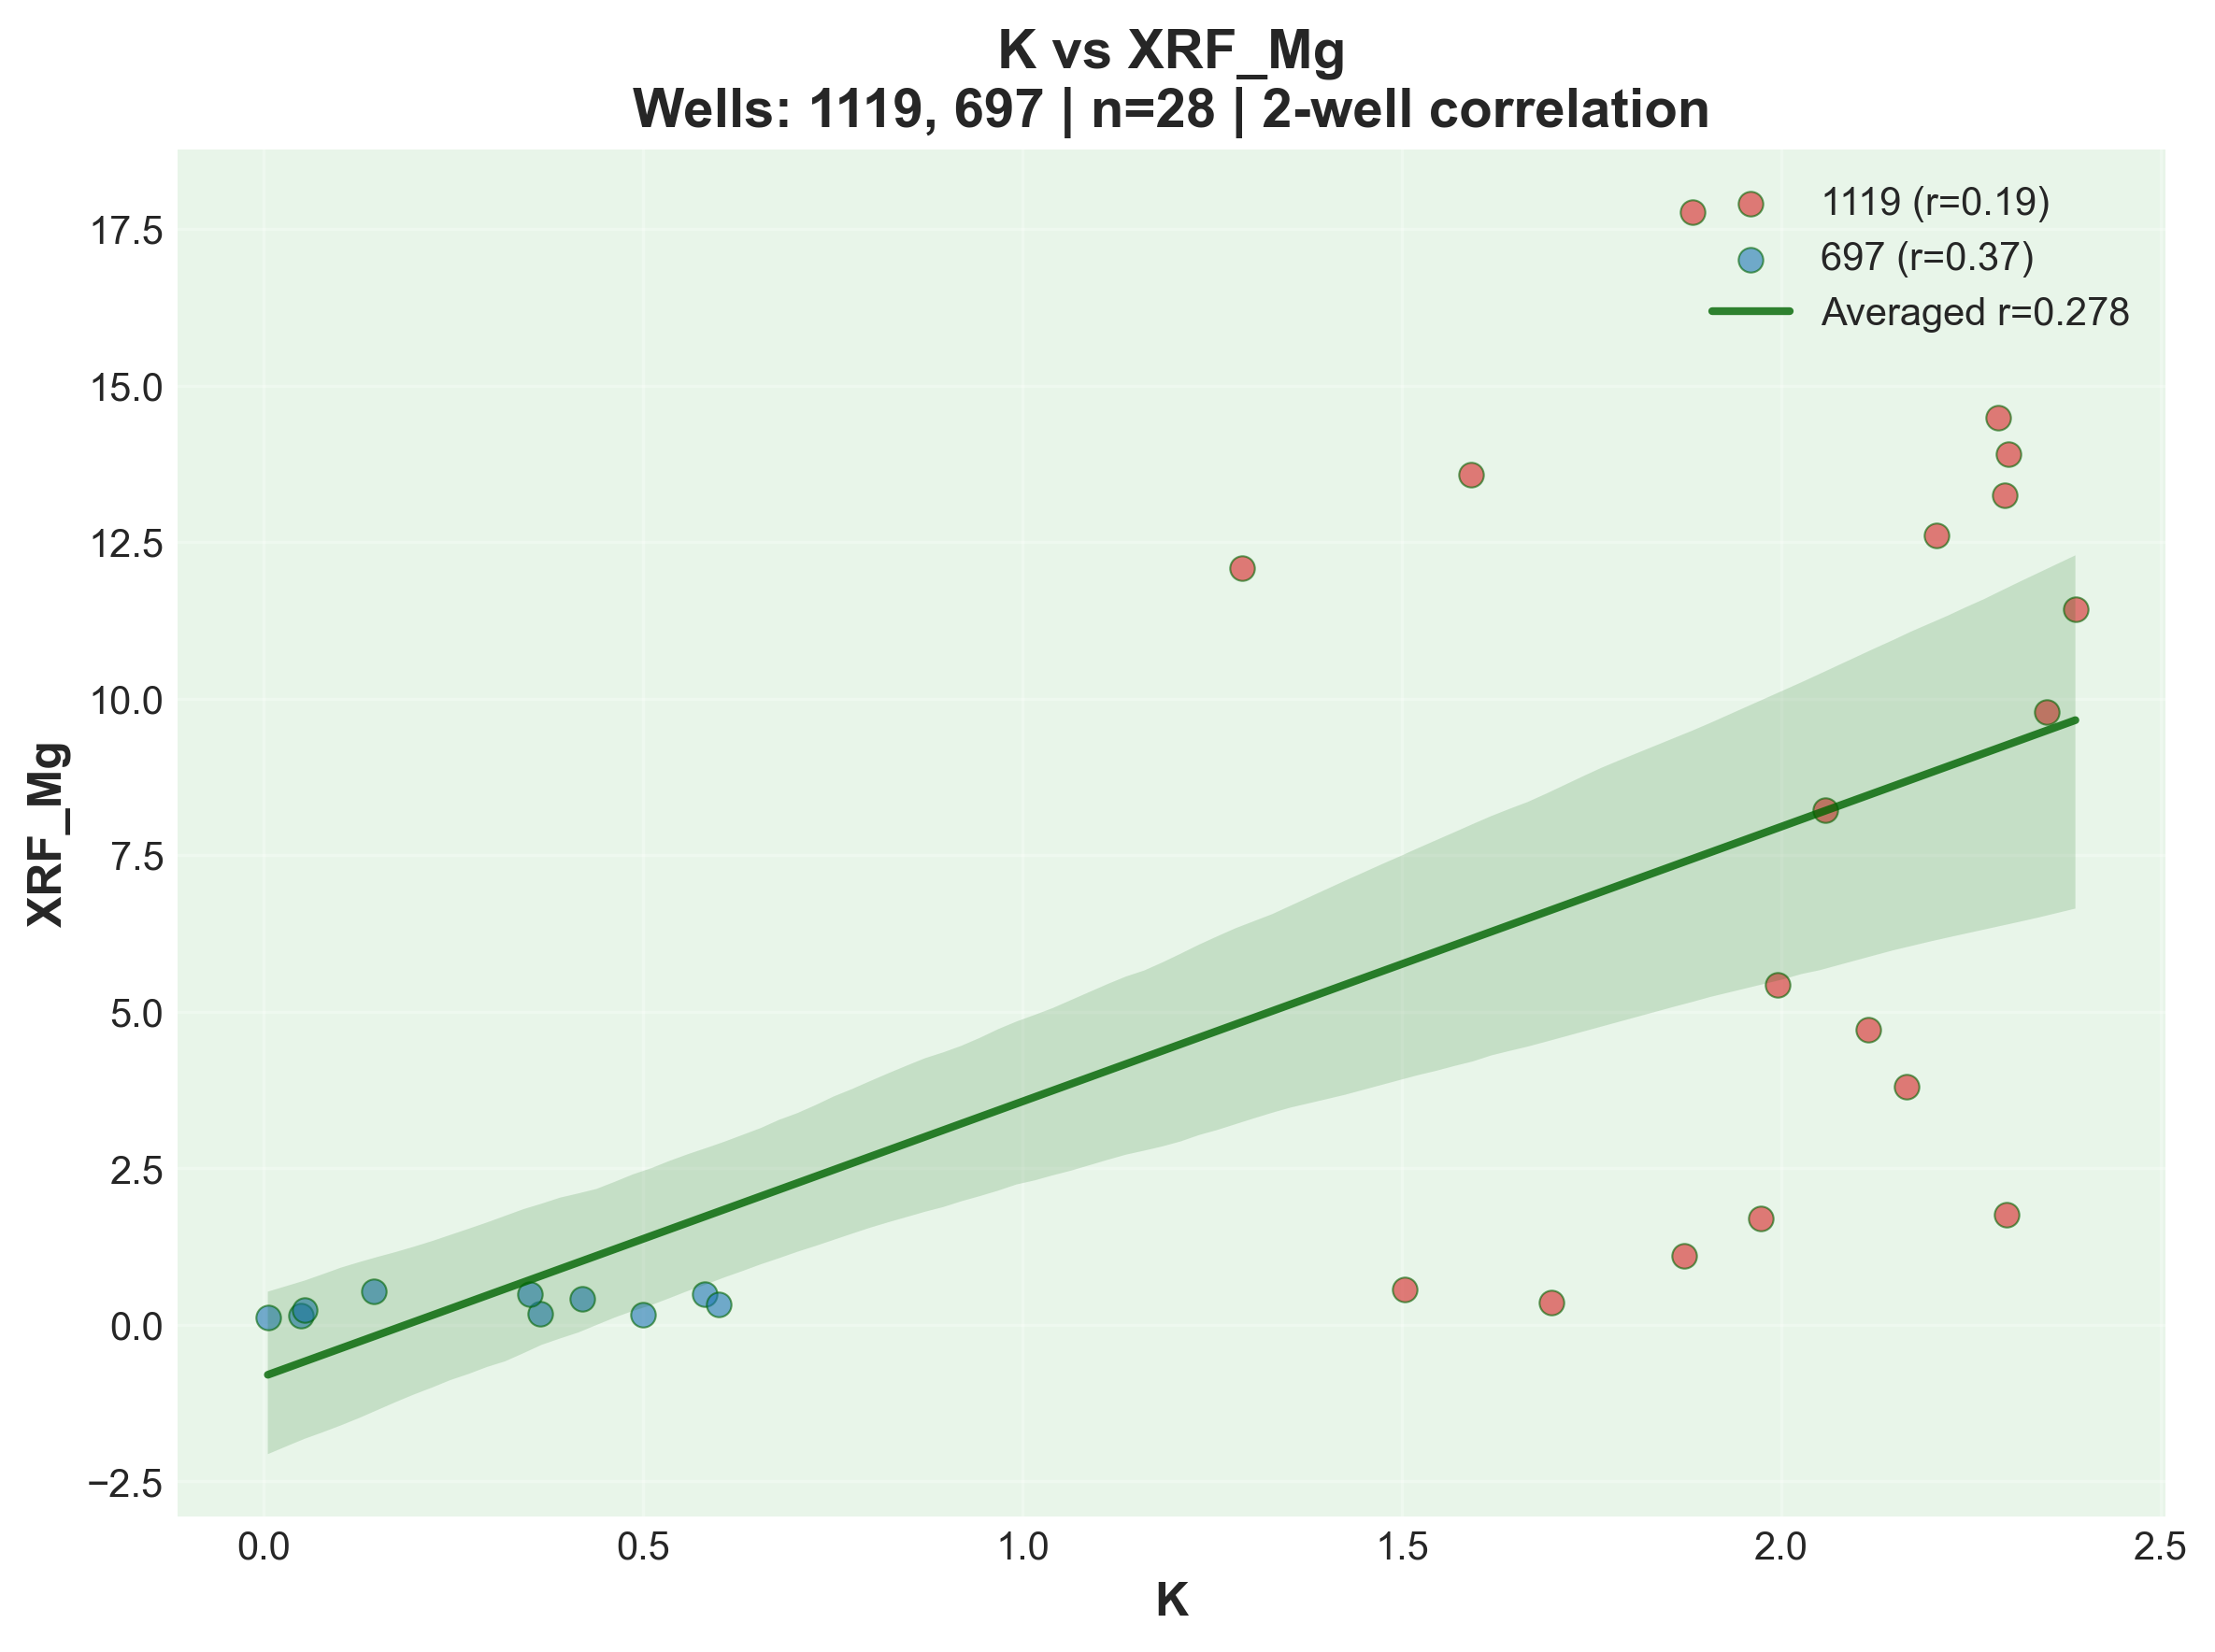 K vs XRF_Mg
Wells: 1119, 697 | n=28 | 2-well correlation
1119 (r=0.19)
697 (r=0.37)
Averaged r=0.278
XRF_Mg
17.5
15.0
12.5
10.0
7.5
5.0
2.5
0.0
−2.5
0.0 0.5 1.0 1.5 2.0 2.5
K